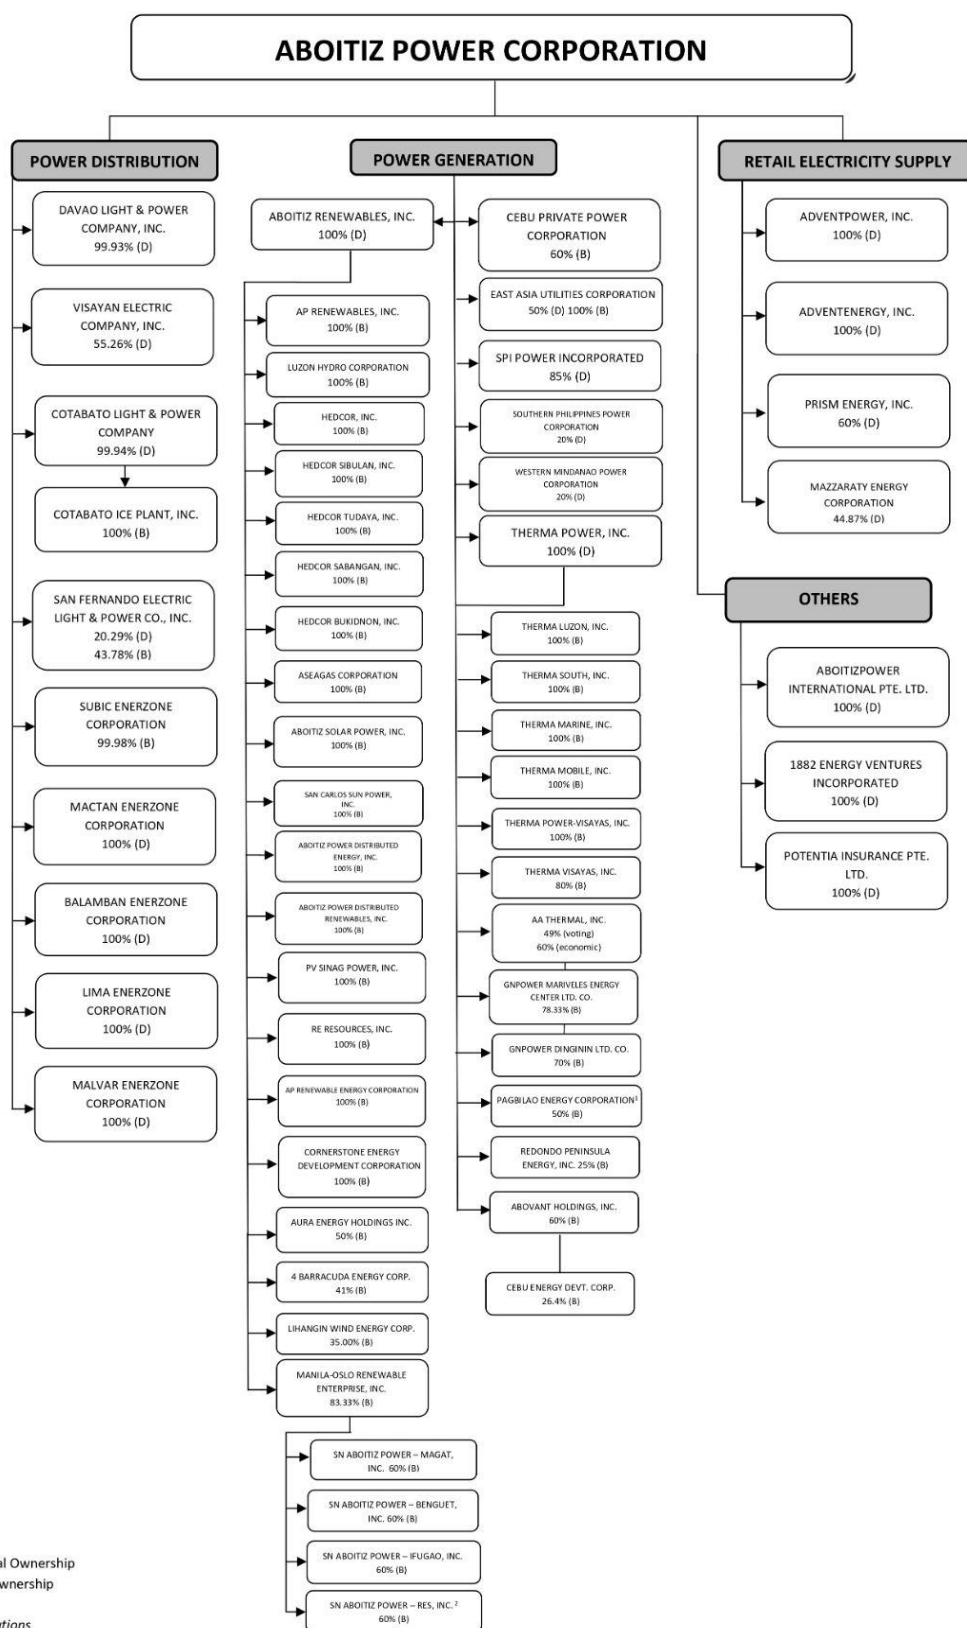 ABOITIZ POWER CORPORATION
POWER DISTRIBUTION
DAVAO LIGHT & POWER
COMPANY, INC.
99.93% (D)
VISAYAN ELECTRIC
COMPANY, INC.
55.26% (D)
COTABATO LIGHT & POWER
COMPANY
99.94% (D)
COTABATO ICE PLANT, INC.
100% (B)
SAN FERNANDO ELECTRIC
LIGHT & POWER CO., INC.
20.29% (D)
43.78% (B)
SUBIC ENERZONE
CORPORATION
99.98% (B)
MACTAN ENERZONE
CORPORATION
100% (D)
BALAMBAN ENERZONE
CORPORATION
100% (D)
LIMA ENERZONE
CORPORATION
100% (D)
MALVAR ENERZONE
CORPORATION
100% (D)
POWER GENERATION
ABOITIZ RENEWABLES, INC.
100% (D)
AP RENEWABLES, INC.
100% (B)
LUZON HYDRO CORPORATION
100% (B)
HEDCOR, INC.
100% (B)
HEDCOR SIBULAN, INC.
100% (B)
HEDCOR TUDAYA, INC.
100% (B)
HEDCOR SABANGAN, INC.
100% (B)
HEDCOR BUKIDNON, INC.
100% (B)
ASEAGAS CORPORATION
100% (B)
ABOITIZ SOLAR POWER, INC.
100% (B)
SAN CARLOS SUN POWER,
INC.
100% (B)
ABOITIZ POWER DISTRIBUTED
ENERGY, INC.
100% (B)
ABOITIZ POWER DISTRIBUTED
RENEWABLES, INC.
100% (B)
PV SINAG POWER, INC.
100% (B)
RE RESOURCES, INC.
100% (B)
AP RENEWABLE ENERGY CORPORATION
100% (B)
CORNERSTONE ENERGY
DEVELOPMENT CORPORATION
100% (B)
AURA ENERGY HOLDINGS INC.
50% (B)
4 BARRACUDA ENERGY CORP.
41% (B)
LIHANGIN WIND ENERGY CORP.
35.00% (B)
MANILA-OSLO RENEWABLE
ENTERPRISE, INC.
83.33% (B)
SN ABOITIZ POWER – MAGAT,
INC. 60% (B)
SN ABOITIZ POWER – BENGUET,
INC. 60% (B)
SN ABOITIZ POWER – IFUGAO, INC.
60% (B)
SN ABOITIZ POWER – RES, INC. 2
60% (B)
CEBU PRIVATE POWER
CORPORATION
60% (B)
EAST ASIA UTILITIES CORPORATION
50% (D) 100% (B)
SPI POWER INCORPORATED
85% (D)
SOUTHERN PHILIPPINES POWER
CORPORATION
20% (D)
WESTERN MINDANAO POWER
CORPORATION
20% (D)
THERMA POWER, INC.
100% (D)
THERMA LUZON, INC.
100% (B)
THERMA SOUTH, INC.
100% (B)
THERMA MARINE, INC.
100% (B)
THERMA MOBILE, INC.
100% (B)
THERMA POWER-VISAYAS, INC.
100% (B)
THERMA VISAYAS, INC.
80% (B)
AA THERMAL, INC.
49% (voting)
60% (economic)
GNPOWER MARIVELES ENERGY
CENTER LTD. CO.
78.33% (B)
GNPOWER DINGININ LTD. CO.
70% (B)
PAGBILAO ENERGY CORPORATION1
50% (B)
REDONDO PENINSULA
ENERGY, INC. 25% (B)
ABOVANT HOLDINGS, INC.
60% (B)
CEBU ENERGY DEVT. CORP.
26.4% (B)
RETAIL ELECTRICITY SUPPLY
ADVENTPOWER, INC.
100% (D)
ADVENTENERGY, INC.
100% (D)
PRISM ENERGY, INC.
60% (D)
MAZZARATY ENERGY
CORPORATION
44.87% (D)
OTHERS
ABOITIZPOWER
INTERNATIONAL PTE. LTD.
100% (D)
1882 ENERGY VENTURES
INCORPORATED
100% (D)
POTENTIA INSURANCE PTE.
LTD.
100% (D)
Ownership